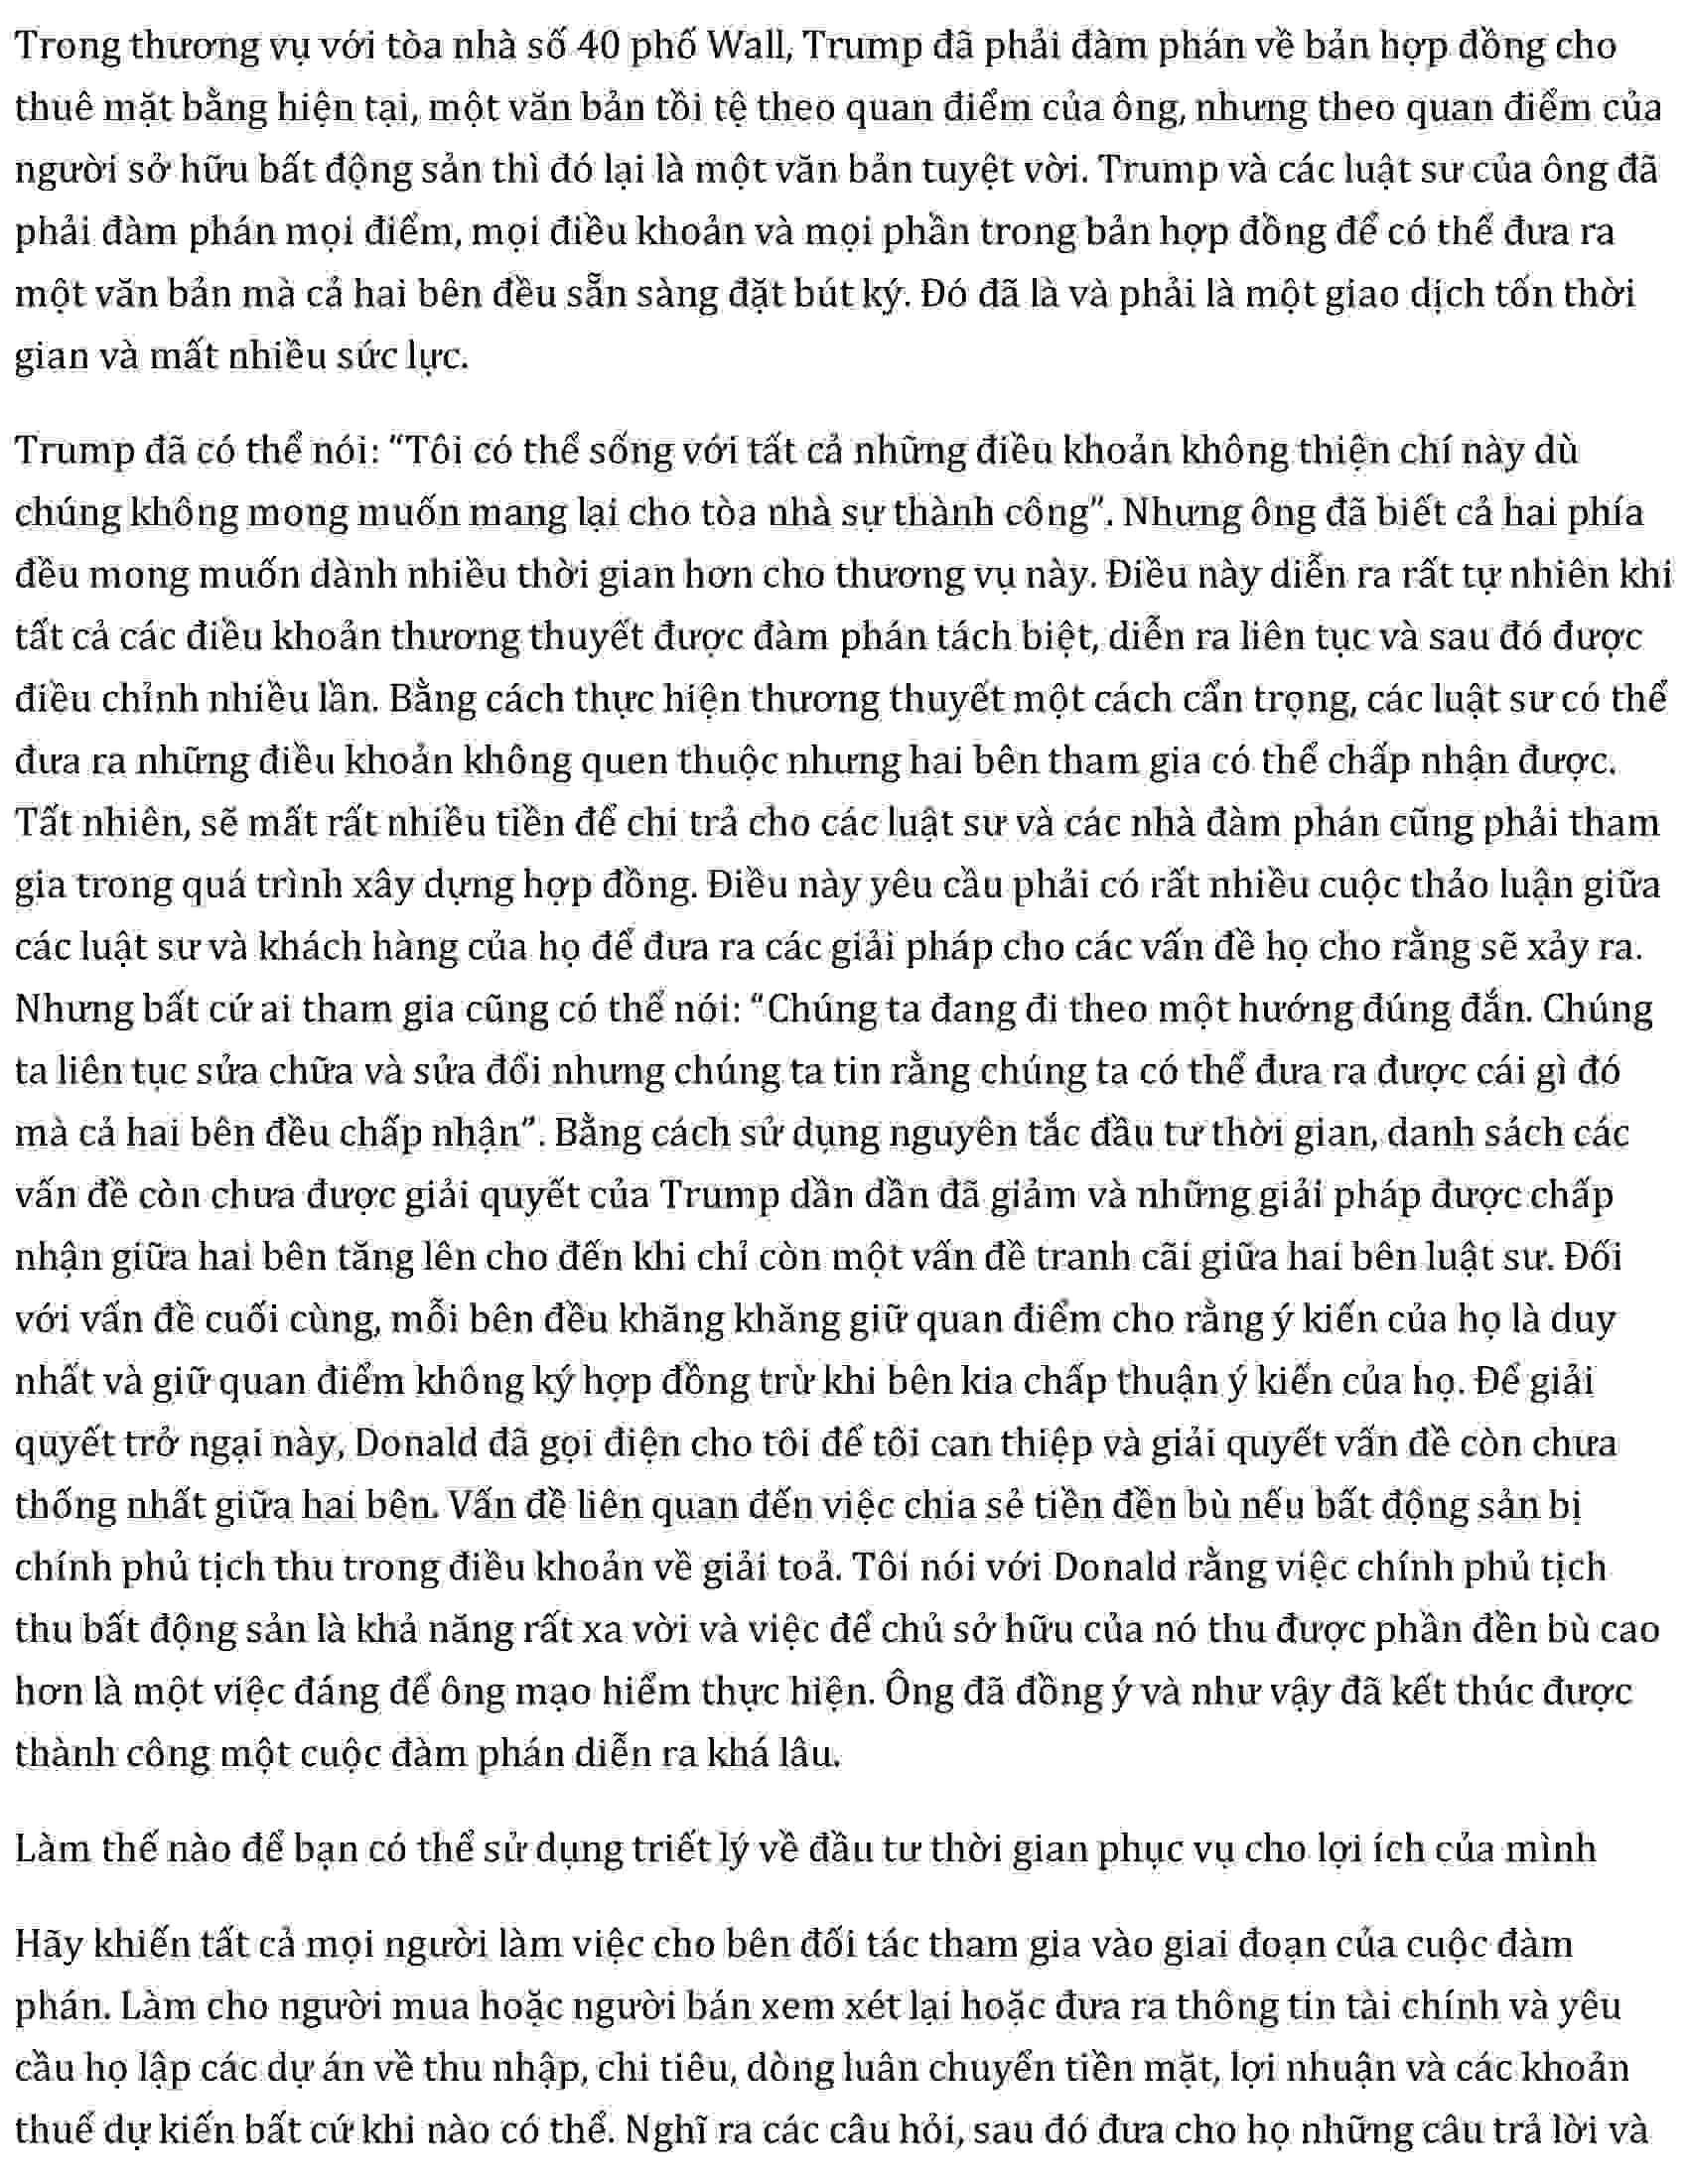 Trong thương vụ với tòa nhà số 40 phố Wall, Trump đã phải đàm phán về bản hợp đồng cho
thuê mặt bằng hiện tại, một văn bản tồi tệ theo quan điểm của ông, nhưng theo quan điểm của
người sở hữu bất động sản thì đó lại là một văn bản tuyệt vời. Trump và các luật sư của ông đã
phải đàm phán mọi điểm, mọi điều khoản và mọi phần trong bản hợp đồng để có thể đưa ra
một văn bản mà cả hai bên đều sẵn sàng đặt bút ký. Đó đã là và phải là một giao dịch tốn thời
gian và mất nhiều sức lực.
Trump đã có thể nói: “Tôi có thể sống với tất cả những điều khoản không thiện chí này dù
chúng không mong muốn mang lại cho tòa nhà sự thành công”. Nhưng ông đã biết cả hai phía
đều mong muốn dành nhiều thời gian hơn cho thương vụ này. Điều này diễn ra rất tự nhiên khi
tất cả các điều khoản thương thuyết được đàm phán tách biệt, diễn ra liên tục và sau đó được
điều chỉnh nhiều lần. Bằng cách thực hiện thương thuyết một cách cẩn trọng, các luật sư có thể
đưa ra những điều khoản không quen thuộc nhưng hai bên tham gia có thể chấp nhận được.
Tất nhiên, sẽ mất rất nhiều tiền để chi trả cho các luật sư và các nhà đàm phán cũng phải tham
gia trong quá trình xây dựng hợp đồng. Điều này yêu cầu phải có rất nhiều cuộc thảo luận giữa
các luật sư và khách hàng của họ để đưa ra các giải pháp cho các vấn đề họ cho rằng sẽ xảy ra.
Nhưng bất cứ ai tham gia cũng có thể nói: “Chúng ta đang đi theo một hướng đúng đắn. Chúng
ta liên tục sửa chữa và sửa đổi nhưng chúng ta tin rằng chúng ta có thể đưa ra được cái gì đó
mà cả hai bên đều chấp nhận”. Bằng cách sử dụng nguyên tắc đầu tư thời gian, danh sách các
vấn đề còn chưa được giải quyết của Trump dần dần đã giảm và những giải pháp được chấp
nhận giữa hai bên tăng lên cho đến khi chỉ còn một vấn đề tranh cãi giữa hai bên luật sư. Đối
với vấn đề cuối cùng, mỗi bên đều khăng khăng giữ quan điểm cho rằng ý kiến của họ là duy
nhất và giữ quan điểm không ký hợp đồng trừ khi bên kia chấp thuận ý kiến của họ. Để giải
quyết trở ngại này, Donald đã gọi điện cho tôi để tôi can thiệp và giải quyết vấn đề còn chưa
thống nhất giữa hai bên. Vấn đề liên quan đến việc chia sẻ tiền đền bù nếu bất động sản bị
chính phủ tịch thu trong điều khoản về giải toả. Tôi nói với Donald rằng việc chính phủ tịch
thu bất động sản là khả năng rất xa vời và việc để chủ sở hữu của nó thu được phần đền bù cao
hơn là một việc đáng để ông mạo hiểm thực hiện. Ông đã đồng ý và như vậy đã kết thúc được
thành công một cuộc đàm phán diễn ra khá lâu.
Làm thế nào để bạn có thể sử dụng triết lý về đầu tư thời gian phục vụ cho lợi ích của mình
Hãy khiến tất cả mọi người làm việc cho bên đối tác tham gia vào giai đoạn của cuộc đàm
phán. Làm cho người mua hoặc người bán xem xét lại hoặc đưa ra thông tin tài chính và yêu
cầu họ lập các dự án về thu nhập, chi tiêu, dòng luân chuyển tiền mặt, lợi nhuận và các khoản
thuế dự kiến bất cứ khi nào có thể. Nghĩ ra các câu hỏi, sau đó đưa cho họ những câu trả lời và